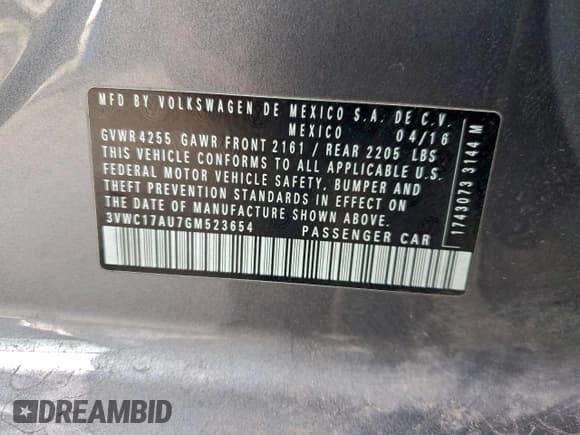 MFD BY VOLKSWAGEN DE MEXICO S.A. DE C.V.
MEXICO 04/16
GVWR 4255 GAWR FRONT 2161 / REAR 2205 LBS
THIS VEHICLE CONFORMS TO ALL APPLICABLE U.S.
FEDERAL MOTOR VEHICLE SAFETY, BUMPER AND
THEFT PREVENTION STANDARDS IN EFFECT ON
THE DATE OF MANUFACTURE SHOWN ABOVE.
3VWC17AU7GM523654 PASSENGER CAR
1743073 3144 M
DREAMBID